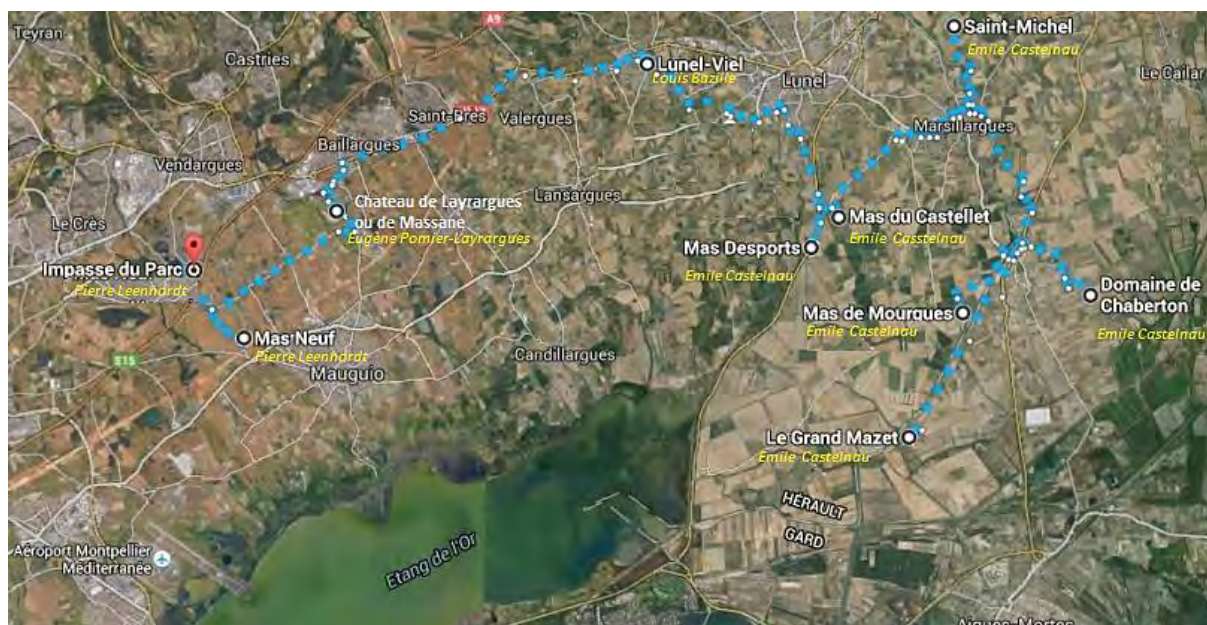 Teyran
Castries
A9
Saint-Michel
Emile Castelnau
Le Cailar
Lunel-Viel
Louis Bazille
Lunel
Saint-Brès
Valergues
Marsillargues
Baillargues
Vendargues
Lansargues
Le Crès
Chateau de Layrargues
ou de Massane
Eugène Pomier-Layrargues
Mas du Castellet
Emile Casstelnau
Mas Desports
Emile Castelnau
Impasse du Parc
Pierre Leenhardt
Domaine de
Chaberton
Emile Castelnau
Mas de Mourgues
Emile Castelnau
Mas Neuf
Pierre Leenhardt
E15
Mauguio
Candillargues
Le Grand Mazet
Emile Castelnau
HÉRAULT
GARD
Aéroport Montpellier
Méditerranée
Etang de l'Or
Aigues-Mortes